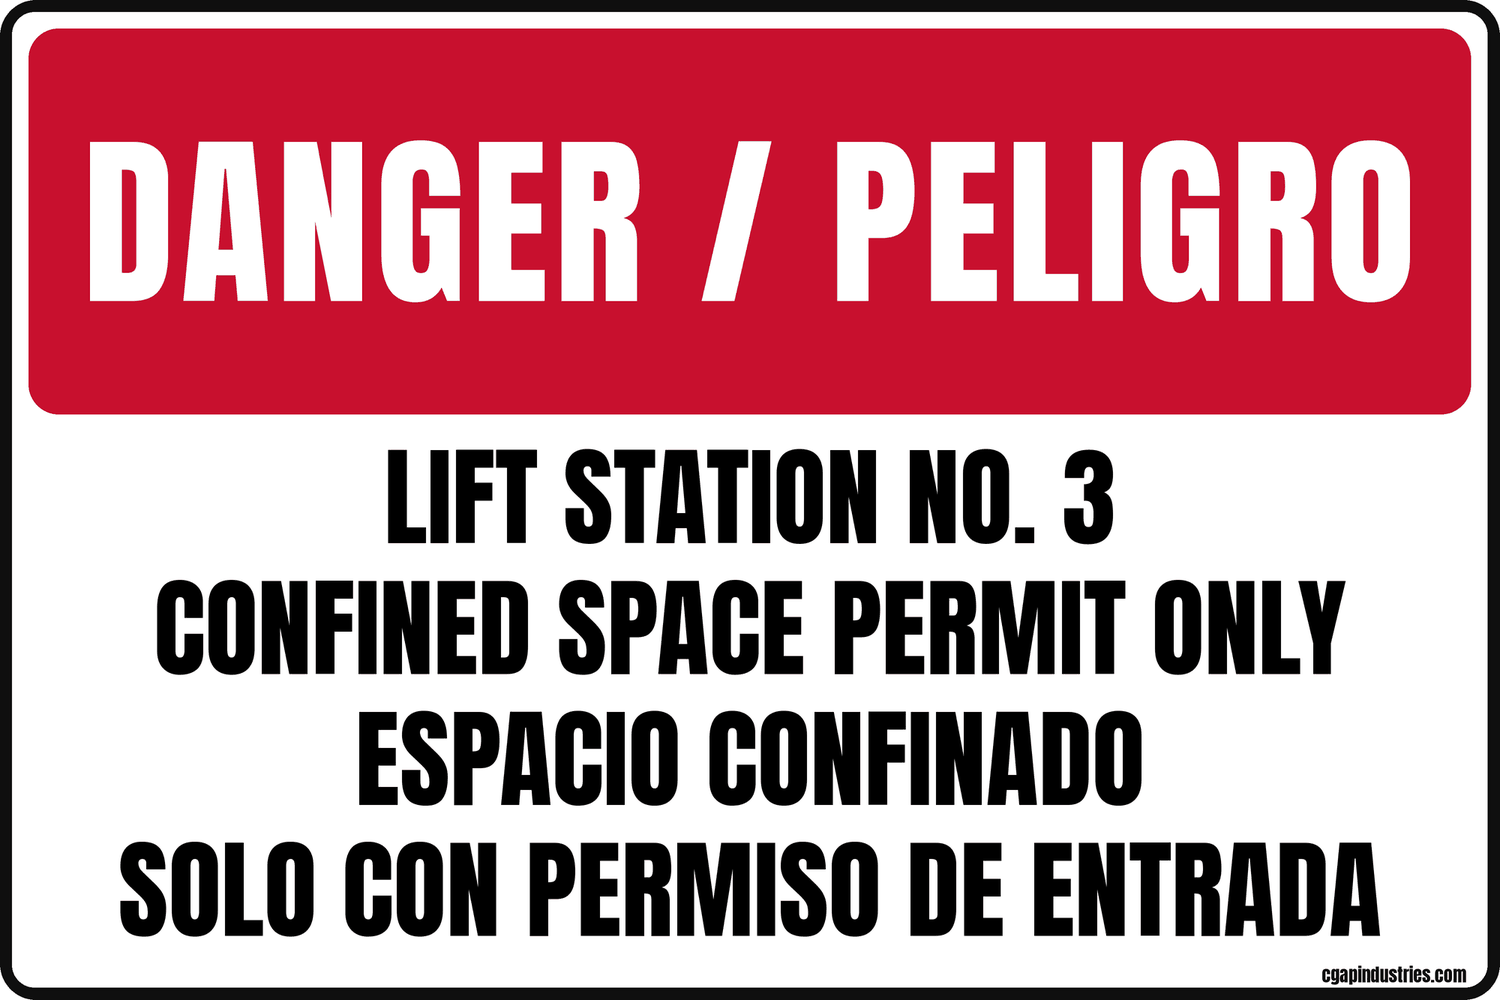 DANGER / PELIGRO
LIFT STATION NO. 3
CONFINED SPACE PERMIT ONLY
ESPACIO CONFINADO
SOLO CON PERMISO DE ENTRADA
cgapindustries.com